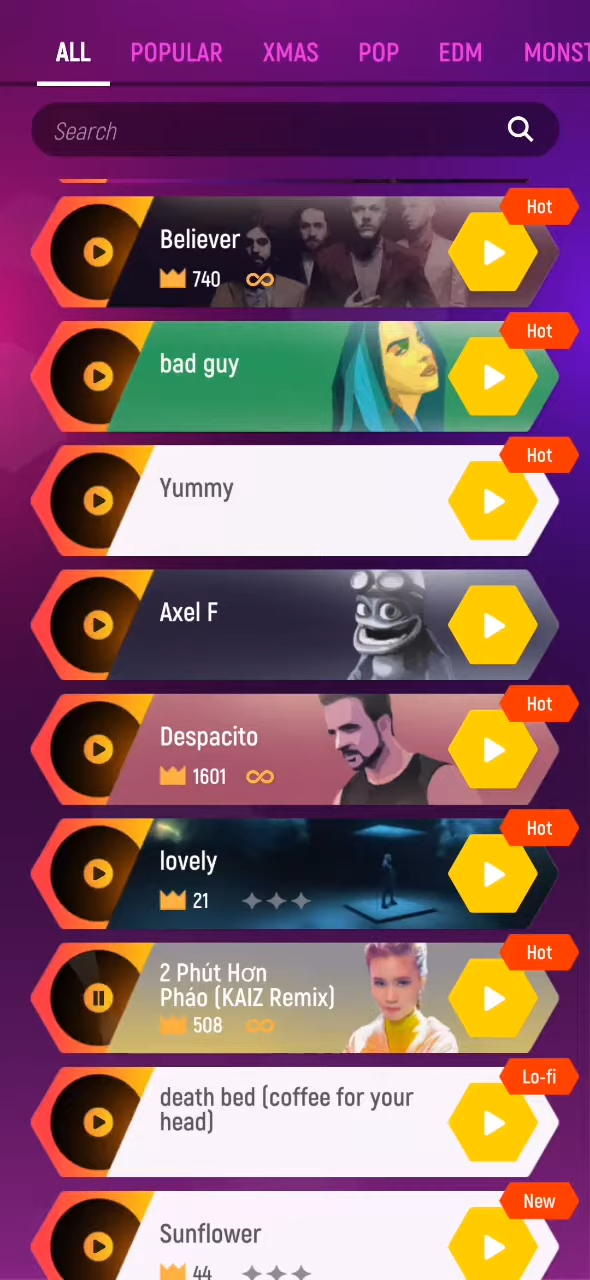 ALL POPULAR XMAS POP EDM MONST
Search
Hot
Believer
740
Hot
bad guy
Hot
Yummy
Axel F
Hot
Despacito
1601
Hot
lovely
21
Hot
2 Phút Hơn
Pháo (KAIZ Remix)
508
Lo-fi
death bed (coffee for your
head)
New
Sunflower
44